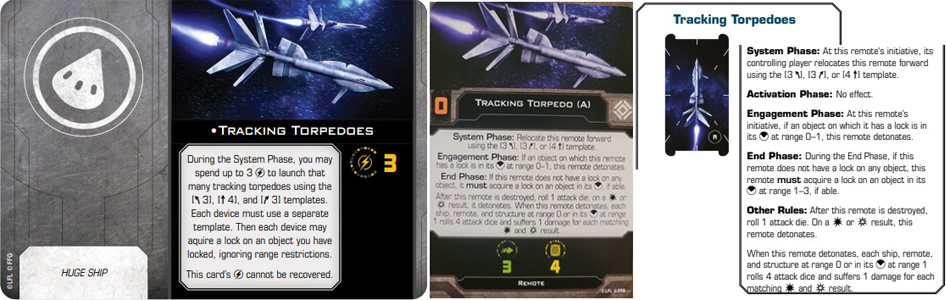 HUGE SHIP
©LFL ©FFG
•TRACKING TORPEDOES
During the System Phase, you may
spend up to 3 to launch that
many tracking torpedoes using the
[3], [4], and [3] templates.
Each device must use a separate
template. Then each device may
aquire a lock on an object you have
locked, ignoring range restrictions.
This card's cannot be recovered.
3
0
TRACKING TORPEDO (A)
System Phase: Relocate this remote forward
using the [3], [3], or [4] template.
Engagement Phase: If an object on which this remote
has a lock is in its at range 0–1, this remote detonates.
End Phase: If this remote does not have a lock on any
object, it must acquire a lock on an object in its , if able.
After this remote is destroyed, roll 1 attack die; on a or
result, it detonates. When this remote detonates, each
ship, remote, and structure at range 0 or in its at range
1 rolls 4 attack dice and suffers 1 damage for each matching
and result.
3
4
REMOTE
©LFL ©FFG
Tracking Torpedoes
A
System Phase: At this remote's initiative, its
controlling player relocates this remote forward
using the [3], [3], or [4] template.
Activation Phase: No effect.
Engagement Phase: At this remote's
initiative, if an object on which it has a lock is in
its at range 0–1, this remote detonates.
End Phase: During the End Phase, if this
remote does not have a lock on any object, this
remote must acquire a lock on an object in its
at range 1–3, if able.
Other Rules: After this remote is destroyed,
roll 1 attack die. On a or result, this
remote detonates.
When this remote detonates, each ship, remote,
and structure at range 0 or in its at range 1
rolls 4 attack dice and suffers 1 damage for each
matching and result.